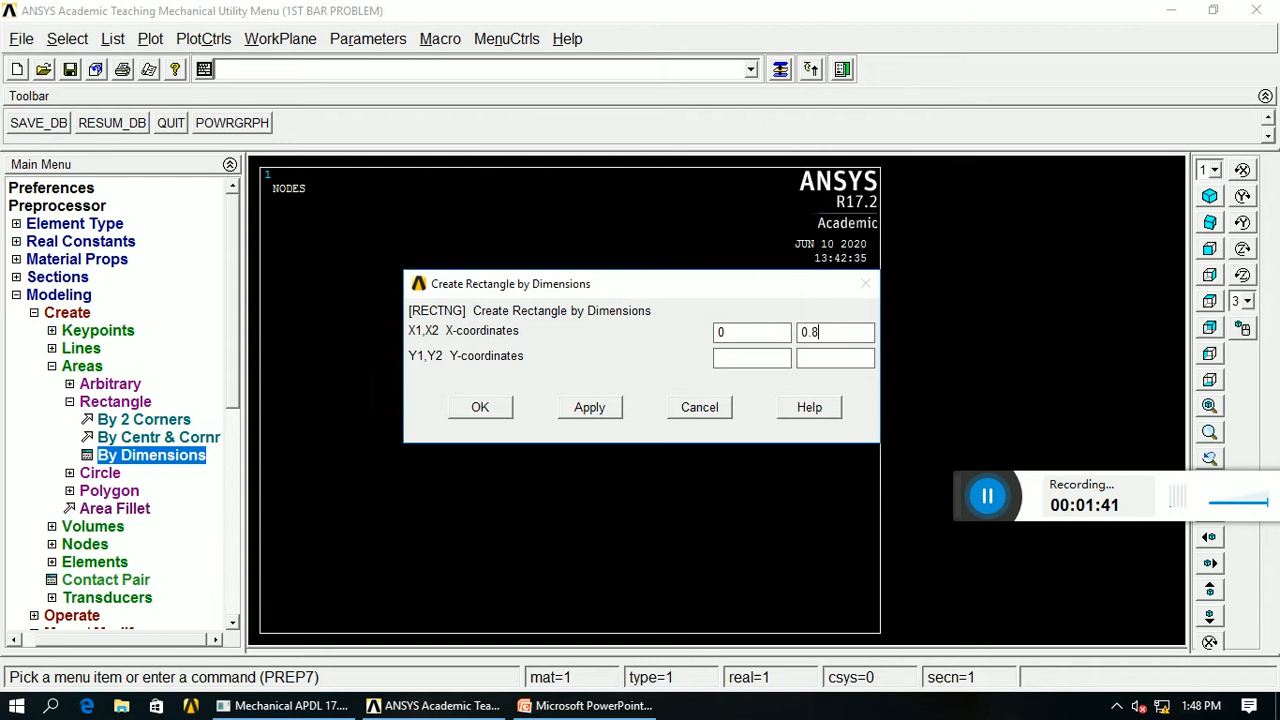 ANSYS Academic Teaching Mechanical Utility Menu (1ST BAR PROBLEM)
File Select List Plot PlotCtrls WorkPlane Parameters Macro MenuCtrls Help
Toolbar
SAVE_DB RESUM_DB QUIT POWRGRPH
Main Menu
Preferences
Preprocessor
Element Type
Real Constants
Material Props
Sections
Modeling
Create
Keypoints
Lines
Areas
Arbitrary
Rectangle
By 2 Corners
By Centr & Cornr
By Dimensions
Circle
Polygon
Area Fillet
Volumes
Nodes
Elements
Contact Pair
Transducers
Operate
1
NODES
ANSYS
R17.2
Academic
JUN 10 2020
13:42:35
Create Rectangle by Dimensions
[RECTNG] Create Rectangle by Dimensions
X1,X2 X-coordinates 0 0.8
Y1,Y2 Y-coordinates
OK Apply Cancel Help
1
3
Recording...
00:01:41
Pick a menu item or enter a command (PREP7) mat=1 type=1 real=1 csys=0 secn=1
Mechanical APDL 17.... ANSYS Academic Tea... Microsoft PowerPoint... 1:48 PM